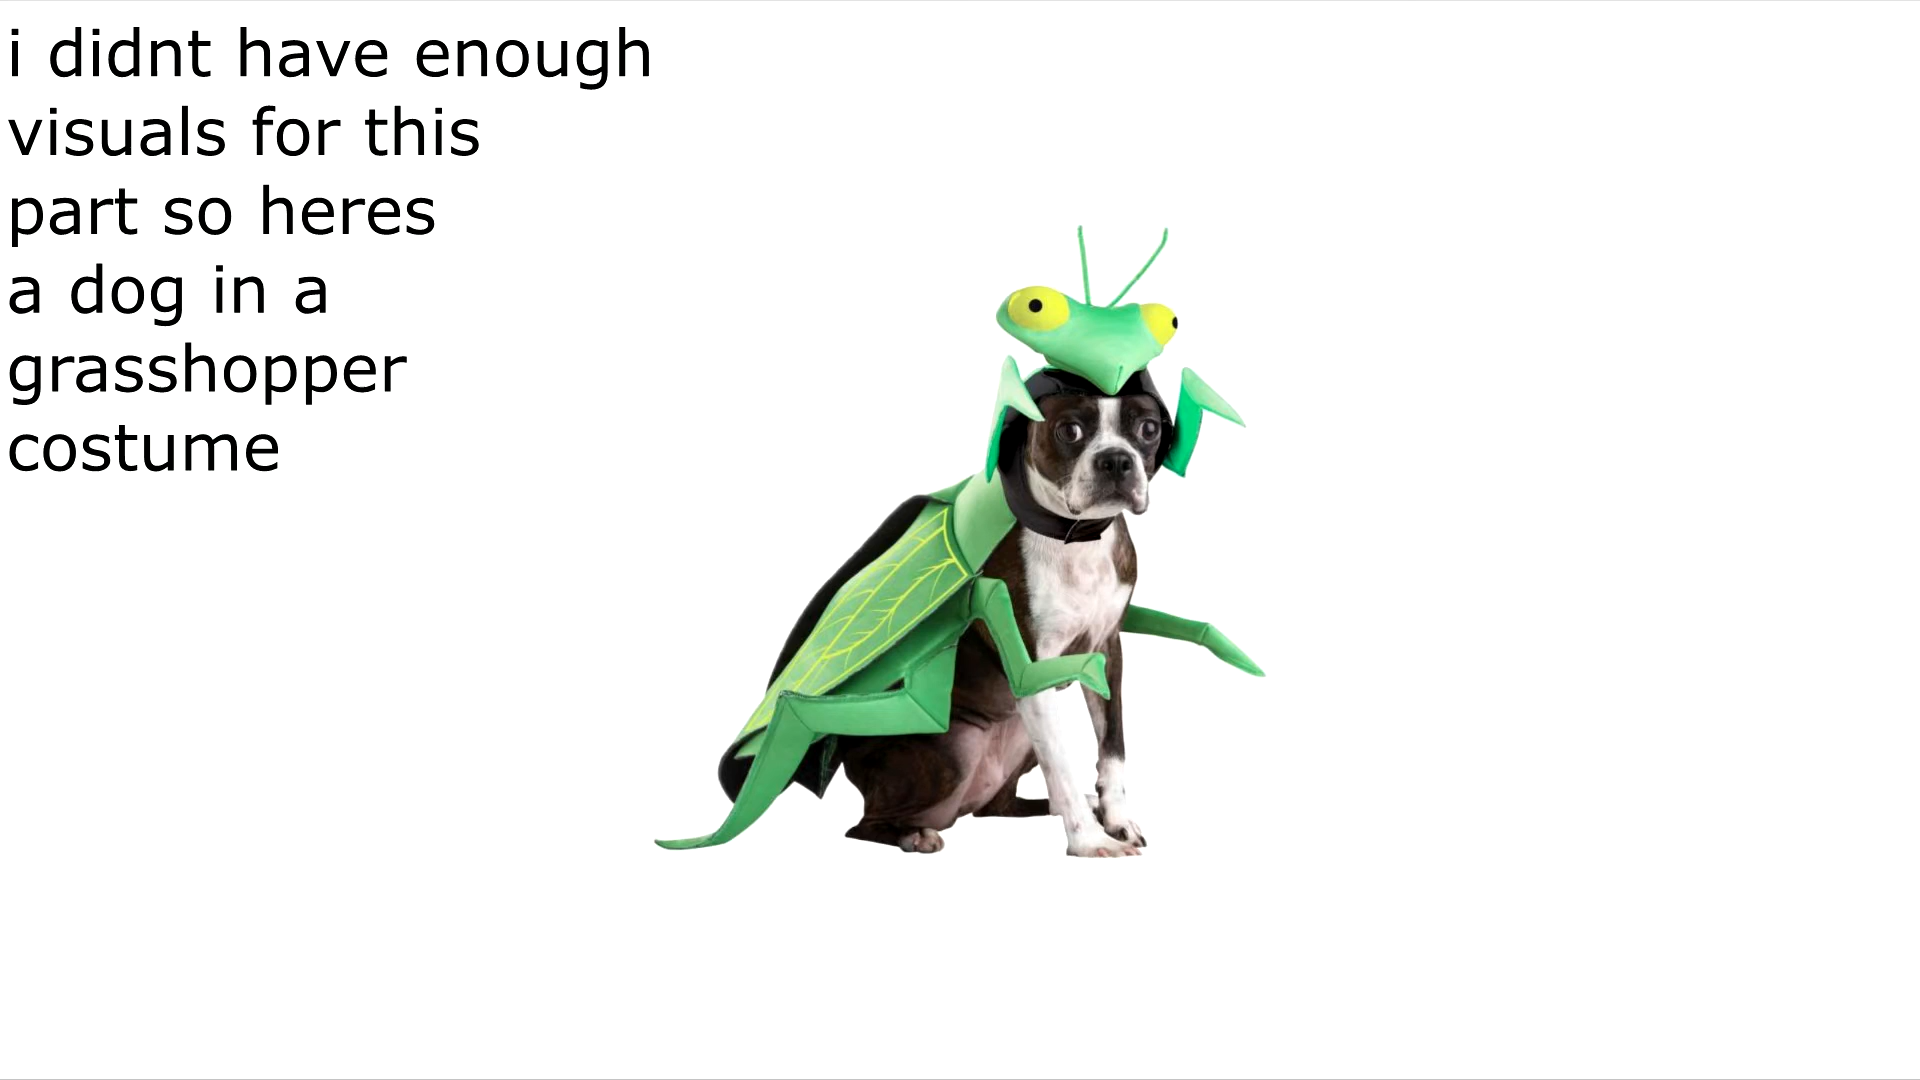 i didnt have enough
visuals for this
part so heres
a dog in a
grasshopper
costume